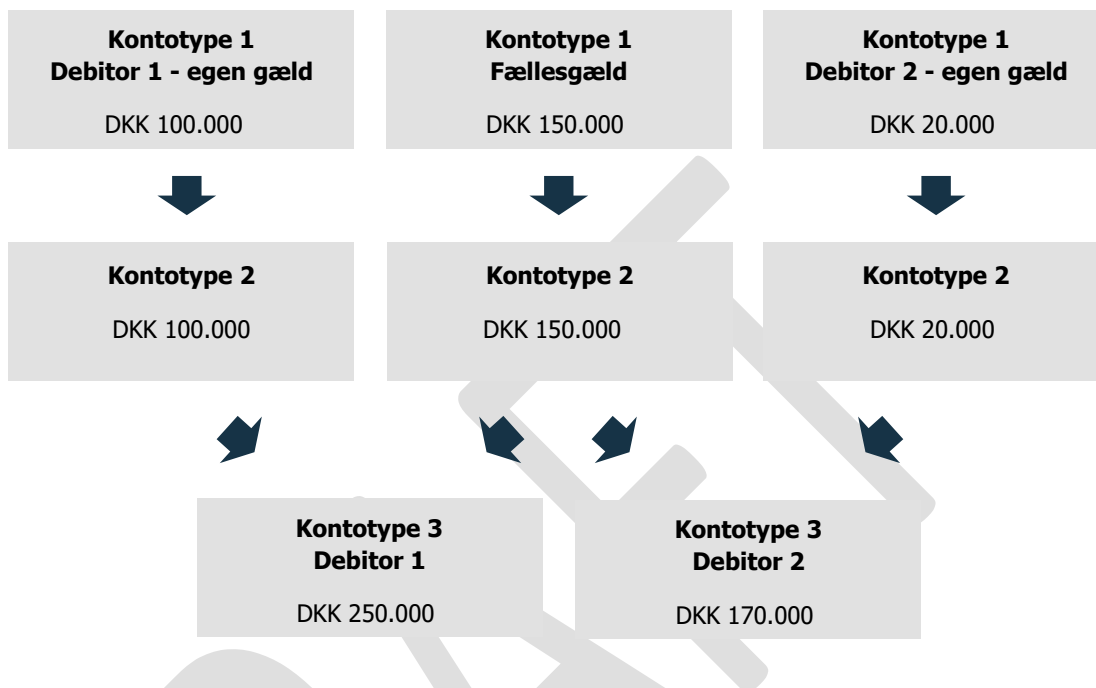 Kontotype 1
Debitor 1 - egen gæld
DKK 100.000
Kontotype 1
Fællesgæld
DKK 150.000
Kontotype 1
Debitor 2 - egen gæld
DKK 20.000
Kontotype 2
DKK 100.000
Kontotype 2
DKK 150.000
Kontotype 2
DKK 20.000
Kontotype 3
Debitor 1
DKK 250.000
Kontotype 3
Debitor 2
DKK 170.000